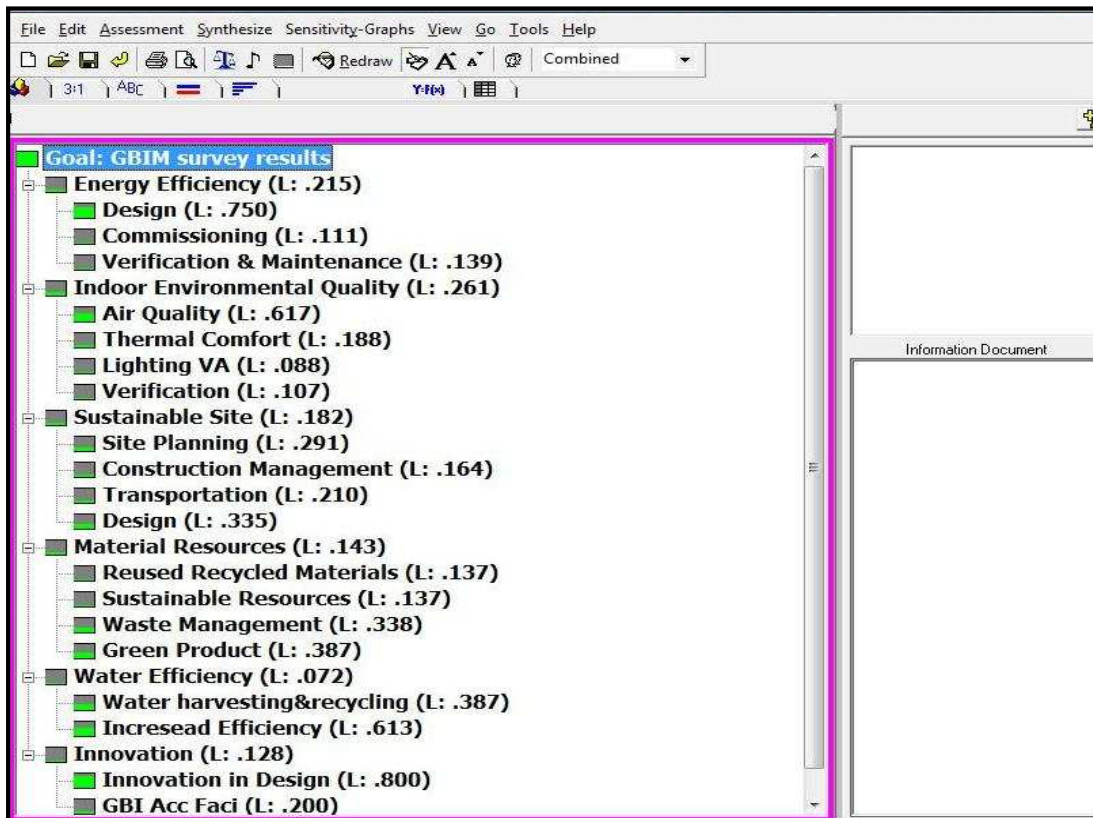 File Edit Assessment Synthesize Sensitivity-Graphs View Go Tools Help
Redraw A A Combined
3:1 ABC Y=F(x)
Goal: GBIM survey results
Energy Efficiency (L: .215)
Design (L: .750)
Commissioning (L: .111)
Verification & Maintenance (L: .139)
Indoor Environmental Quality (L: .261)
Air Quality (L: .617)
Thermal Comfort (L: .188)
Lighting VA (L: .088)
Verification (L: .107)
Sustainable Site (L: .182)
Site Planning (L: .291)
Construction Management (L: .164)
Transportation (L: .210)
Design (L: .335)
Material Resources (L: .143)
Reused Recycled Materials (L: .137)
Sustainable Resources (L: .137)
Waste Management (L: .338)
Green Product (L: .387)
Water Efficiency (L: .072)
Water harvesting&recycling (L: .387)
Incresead Efficiency (L: .613)
Innovation (L: .128)
Innovation in Design (L: .800)
GBI Acc Faci (L: .200)
Information Document